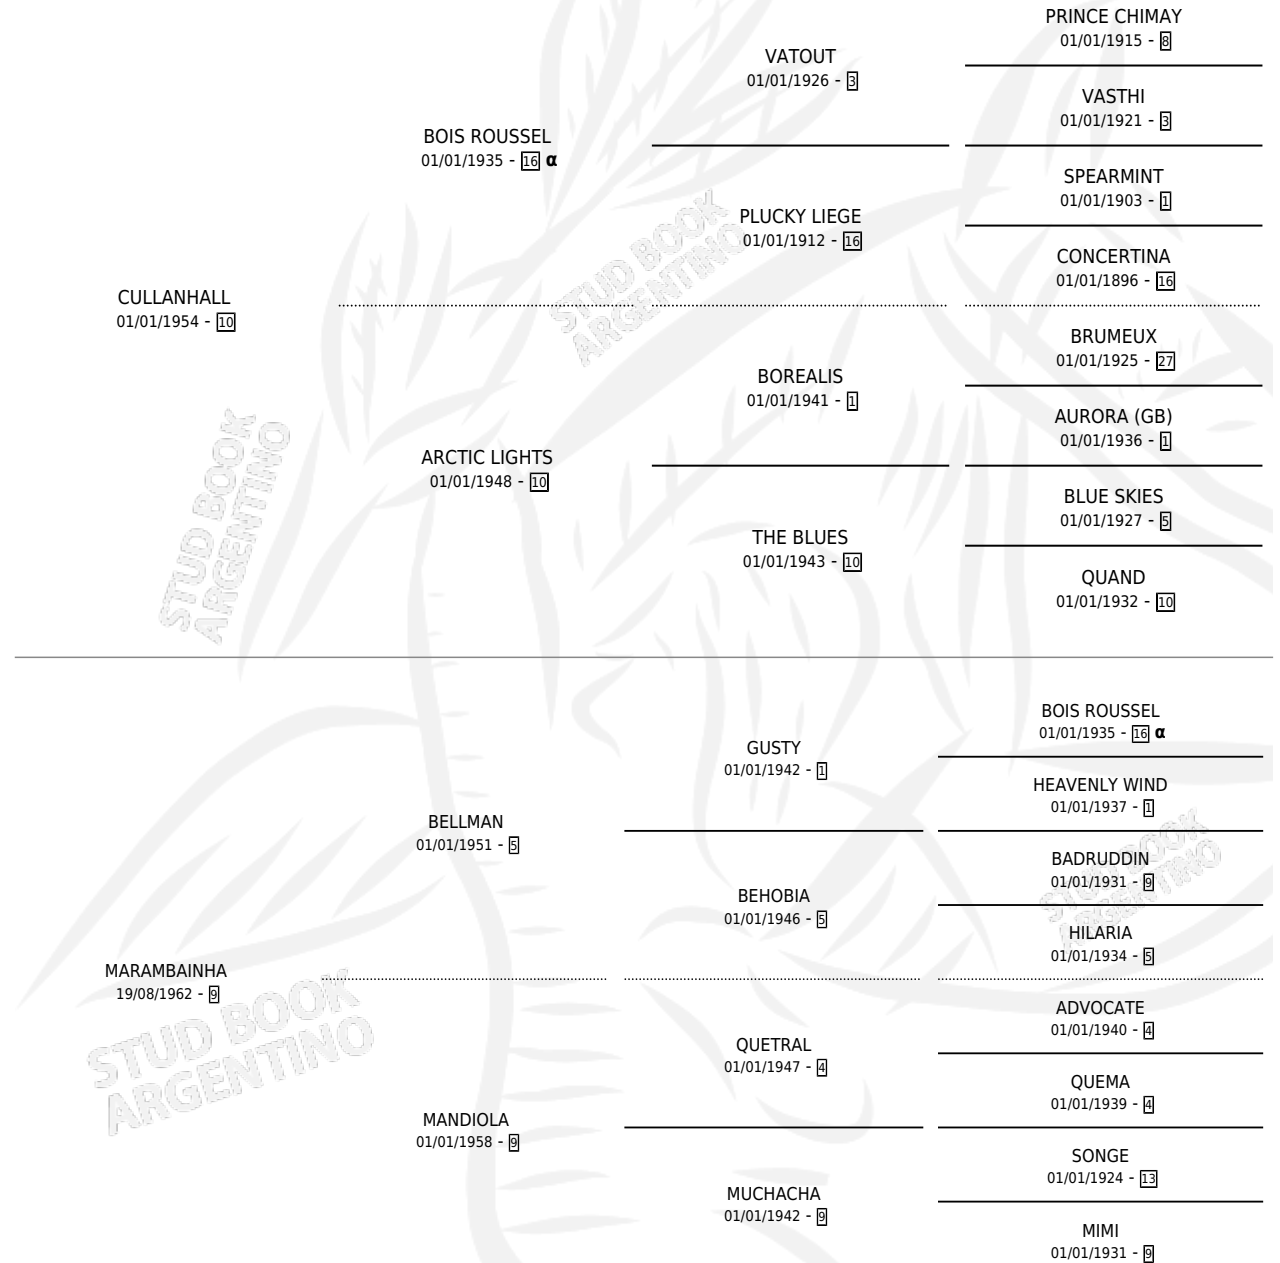 PRINCE CHIMAY
01/01/1915 - 8
VATOUT
01/01/1926 - 3
VASTHI
01/01/1921 - 3
BOIS ROUSSEL
01/01/1935 - 16 α
SPEARMINT
01/01/1903 - 1
PLUCKY LIEGE
01/01/1912 - 16
CONCERTINA
01/01/1896 - 16
CULLANHALL
01/01/1954 - 10
BRUMEUX
01/01/1925 - 27
BOREALIS
01/01/1941 - 1
AURORA (GB)
01/01/1936 - 1
ARCTIC LIGHTS
01/01/1948 - 10
BLUE SKIES
01/01/1927 - 5
THE BLUES
01/01/1943 - 10
QUAND
01/01/1932 - 10
BOIS ROUSSEL
01/01/1935 - 16 α
GUSTY
01/01/1942 - 1
HEAVENLY WIND
01/01/1937 - 1
BELLMAN
01/01/1951 - 5
BADRUDDIN
01/01/1931 - 9
BEHOBIA
01/01/1946 - 5
HILARIA
01/01/1934 - 5
MARAMBAINHA
19/08/1962 - 9
ADVOCATE
01/01/1940 - 4
QUETRAL
01/01/1947 - 4
QUEMA
01/01/1939 - 4
MANDIOLA
01/01/1958 - 9
SONGE
01/01/1924 - 13
MUCHACHA
01/01/1942 - 9
MIMI
01/01/1931 - 9
STUD BOOK
ARGENTINO
STUD BOOK
ARGENTINO
STUD BOOK
ARGENTINO
STUD BOOK
ARGENTINO